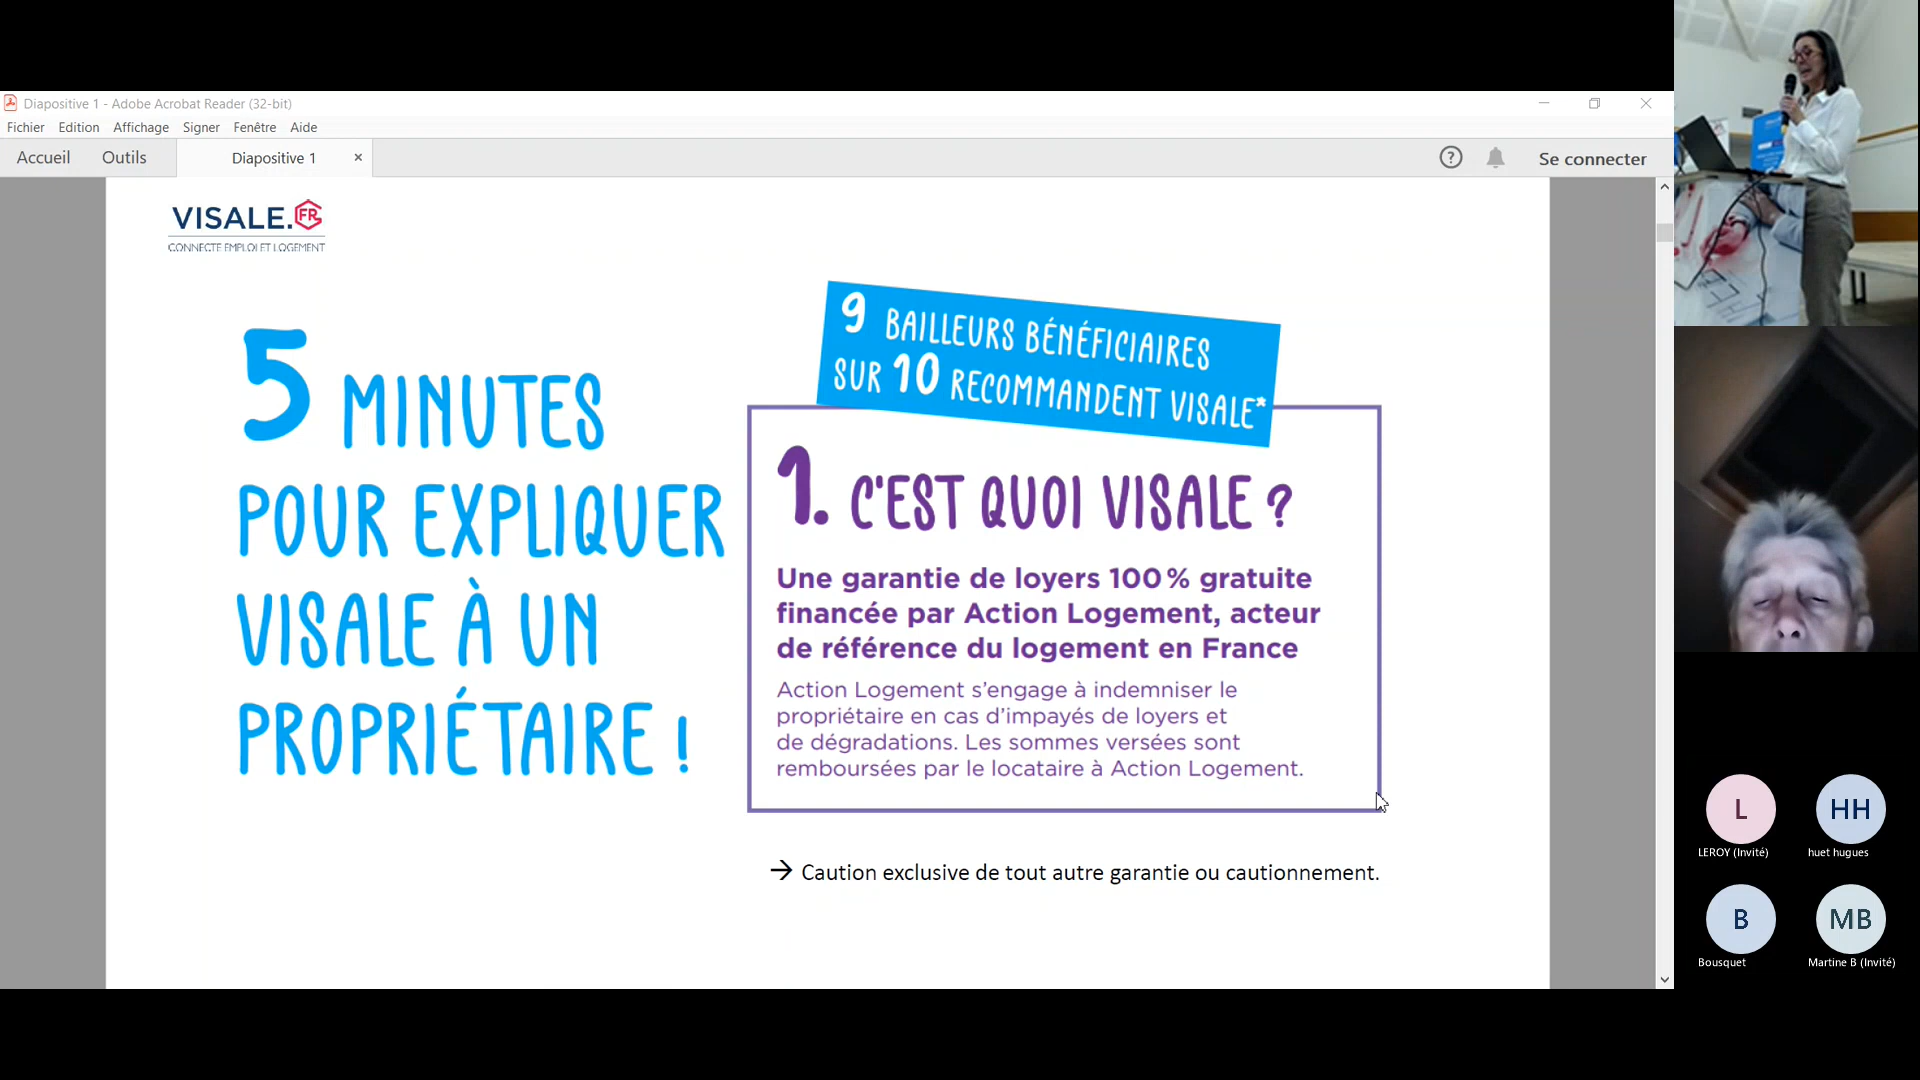 Diapositive 1 - Adobe Acrobat Reader (32-bit)
Fichier Edition Affichage Signer Fenêtre Aide
Accueil Outils Diapositive 1 × ? Se connecter
VISALE.FR
CONNECTE EMPLOI ET LOGEMENT
5 MINUTES
POUR EXPLIQUER
VISALE À UN
PROPRIÉTAIRE !
9 BAILLEURS BÉNÉFICIAIRES
SUR 10 RECOMMANDENT VISALE*
1. C'EST QUOI VISALE ?
Une garantie de loyers 100 % gratuite
financée par Action Logement, acteur
de référence du logement en France
Action Logement s'engage à indemniser le
propriétaire en cas d'impayés de loyers et
de dégradations. Les sommes versées sont
remboursées par le locataire à Action Logement.
→ Caution exclusive de tout autre garantie ou cautionnement.
L HH
LEROY (Invité) huet hugues
B MB
Bousquet Martine B (Invité)